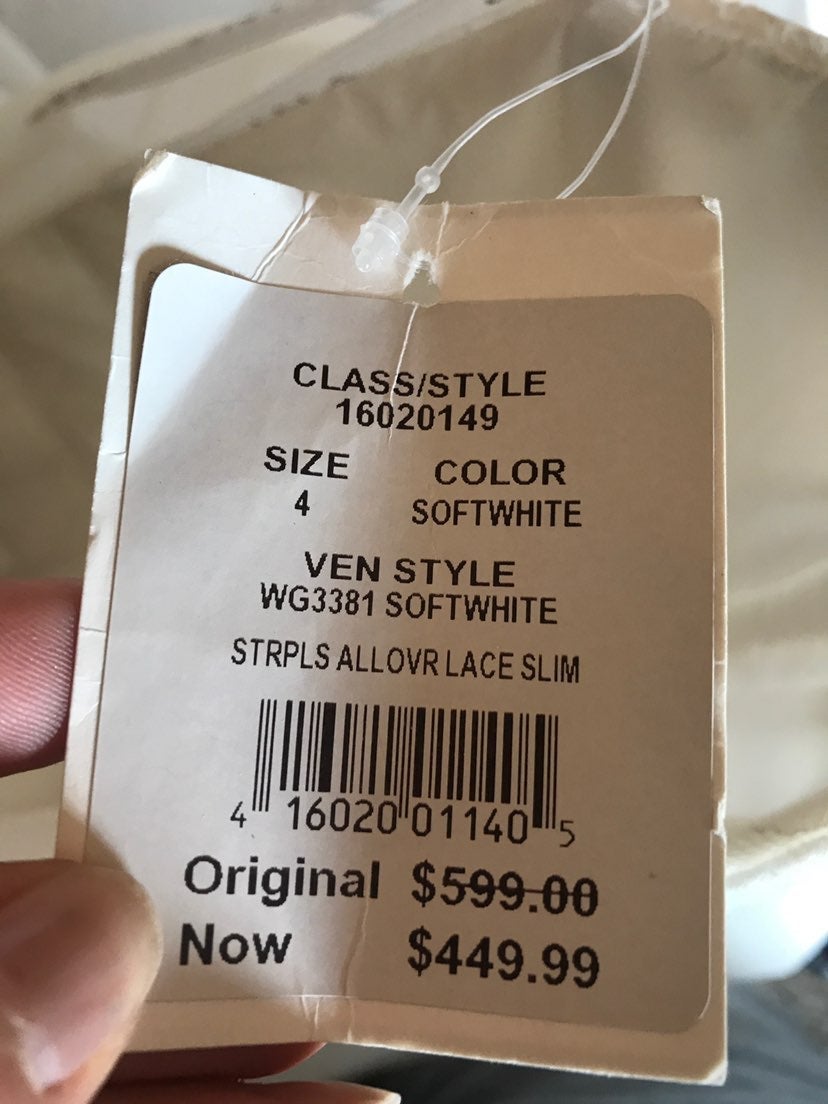 CLASS/STYLE
16020149
SIZE COLOR
4 SOFTWHITE
VEN STYLE
WG3381 SOFTWHITE
STRPLS ALLOVR LACE SLIM
4 16020 01140 5
Original $599.00
Now $449.99